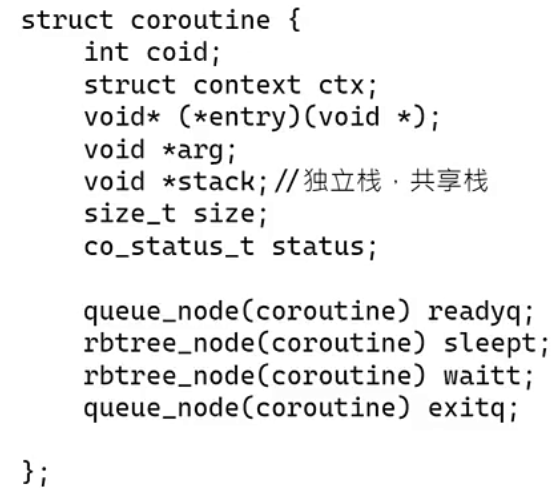 struct coroutine {
    int coid;
    struct context ctx;
    void* (*entry)(void *);
    void *arg;
    void *stack; //独立栈 · 共享栈
    size_t size;
    co_status_t status;

    queue_node(coroutine) readyq;
    rbtree_node(coroutine) sleept;
    rbtree_node(coroutine) waitt;
    queue_node(coroutine) exitq;

};